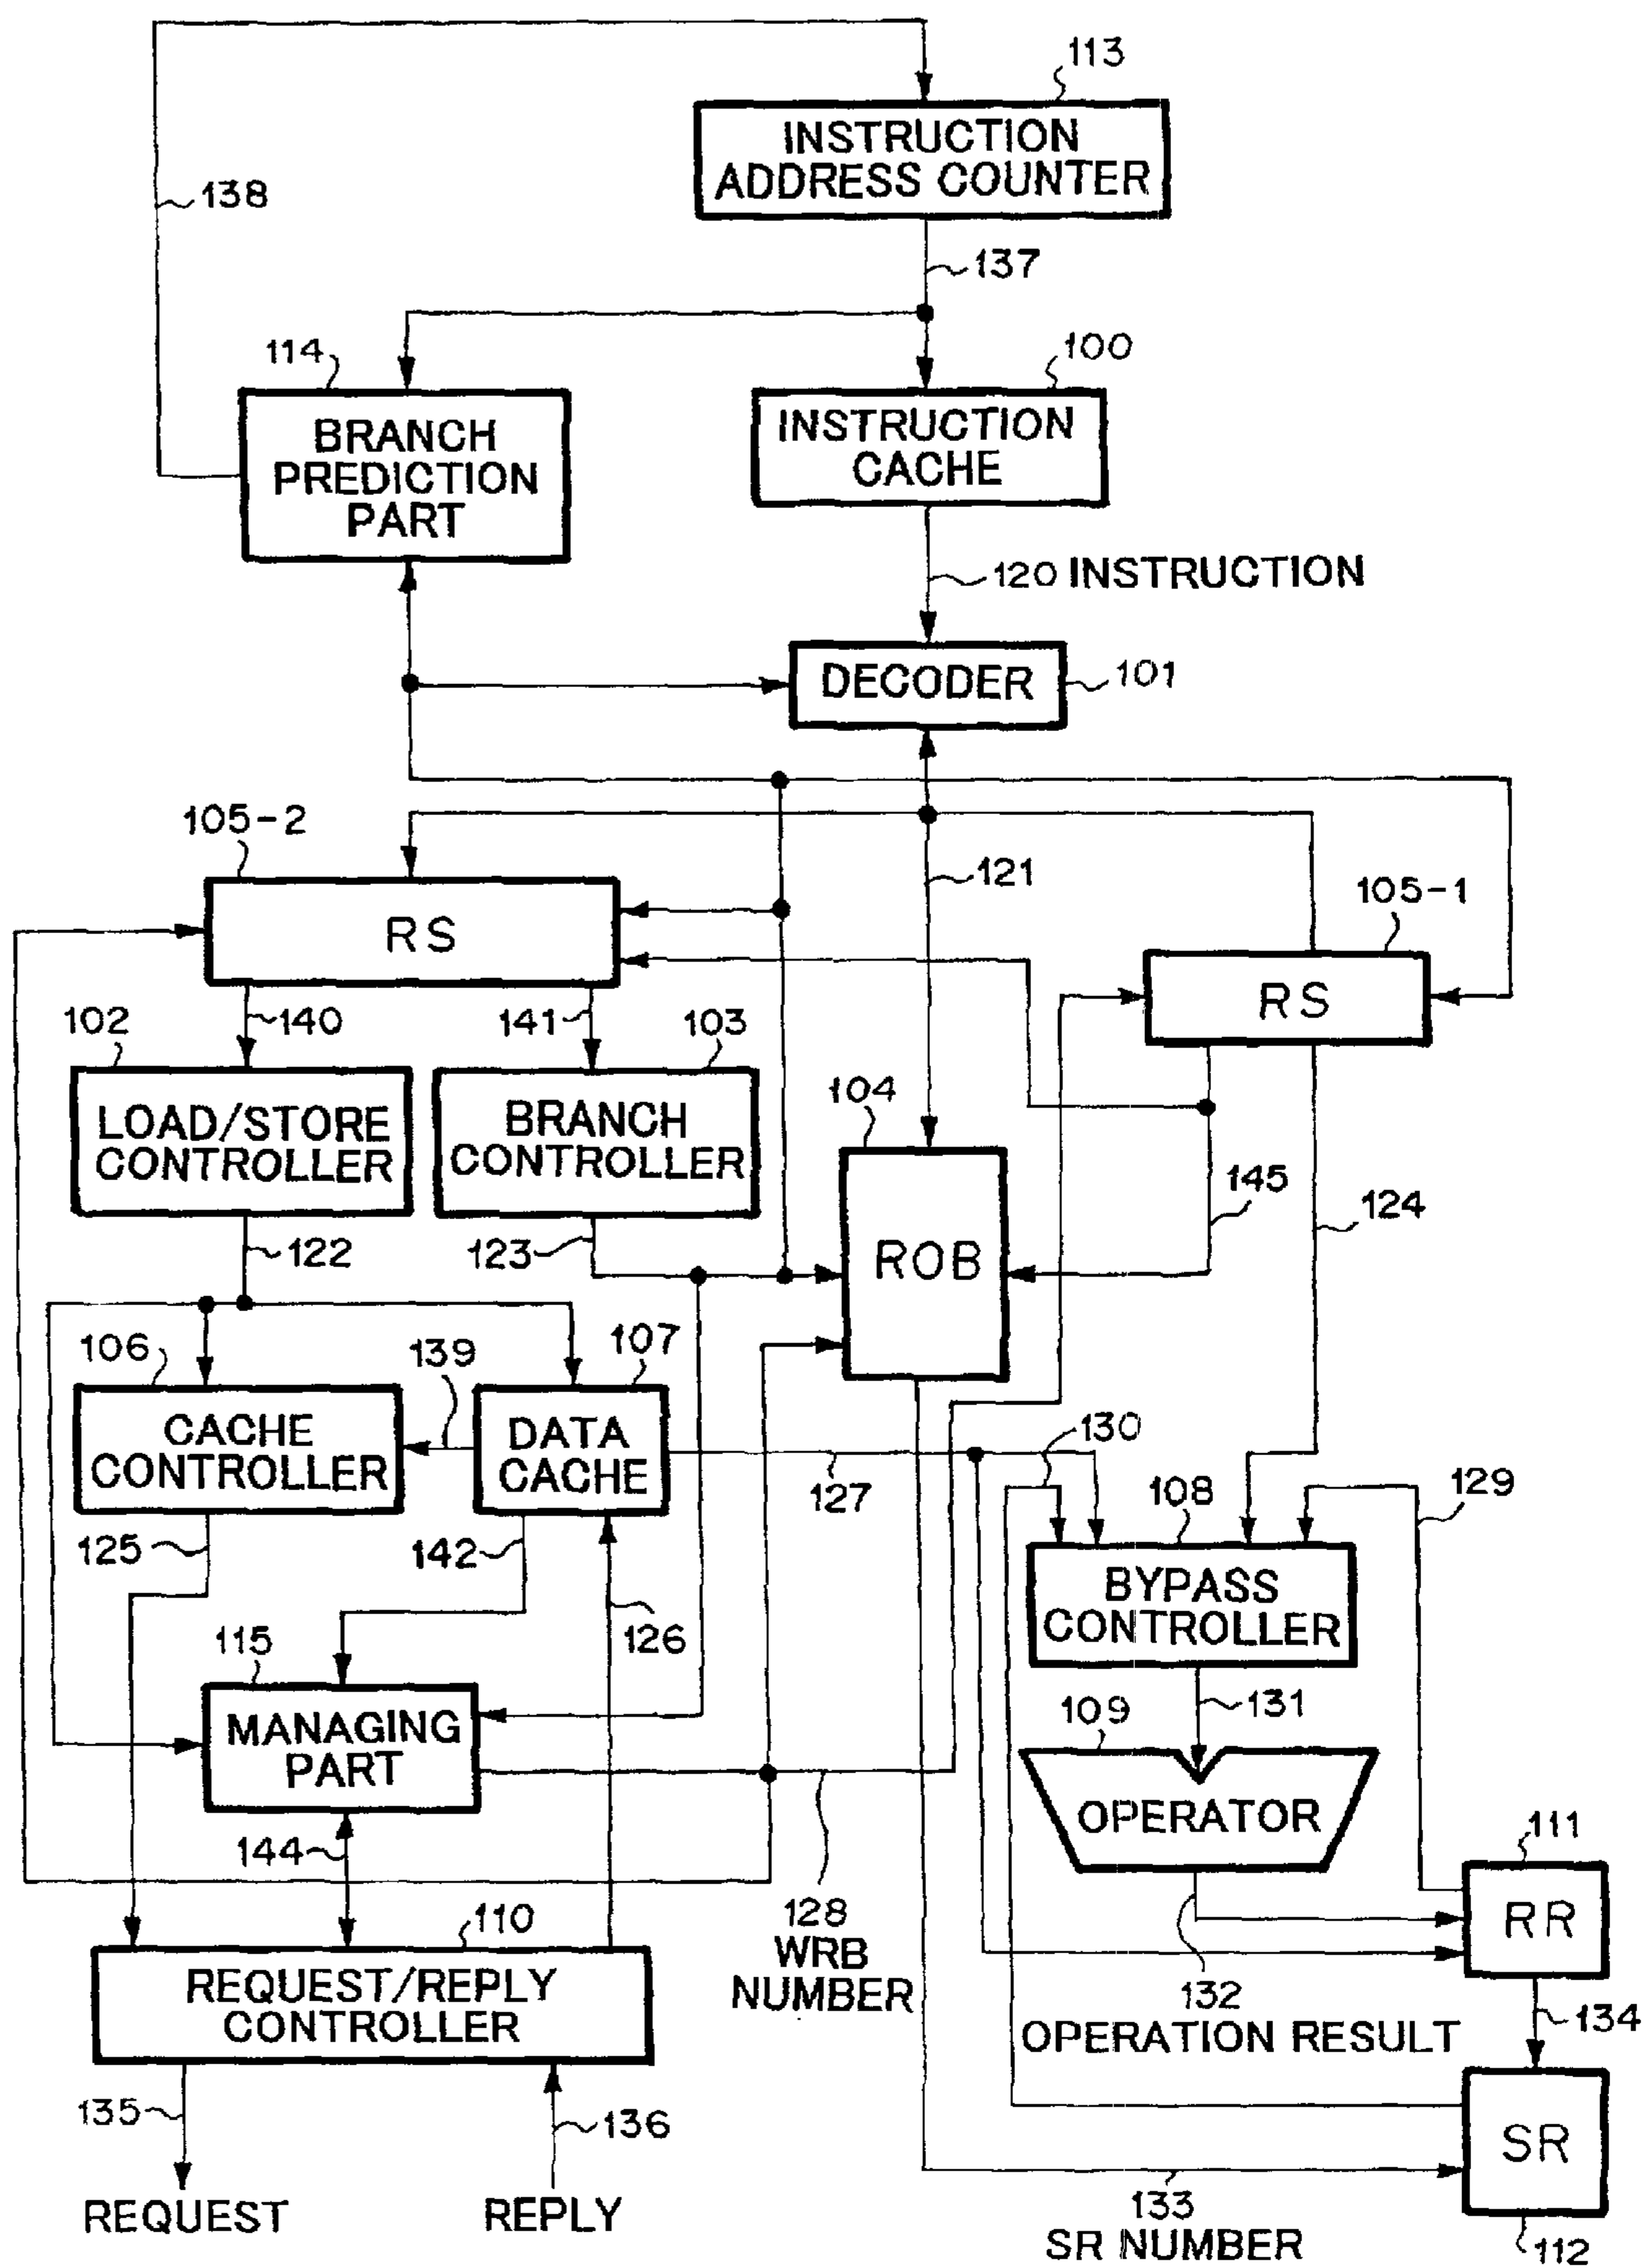 113
INSTRUCTION
ADDRESS COUNTER
138
137
114
BRANCH
PREDICTION
PART
100
INSTRUCTION
CACHE
120 INSTRUCTION
DECODER
101
105-2
RS
121
105-1
RS
102
140
141
103
LOAD/STORE
CONTROLLER
BRANCH
CONTROLLER
104
ROB
145
124
122
123
106
139
107
CACHE
CONTROLLER
DATA
CACHE
127
130
108
129
125
142
126
BYPASS
CONTROLLER
115
MANAGING
PART
131
109
OPERATOR
144
128
WRB
NUMBER
111
RR
132
OPERATION RESULT
110
REQUEST/REPLY
CONTROLLER
134
135
136
SR
REQUEST
REPLY
133
SR NUMBER
112